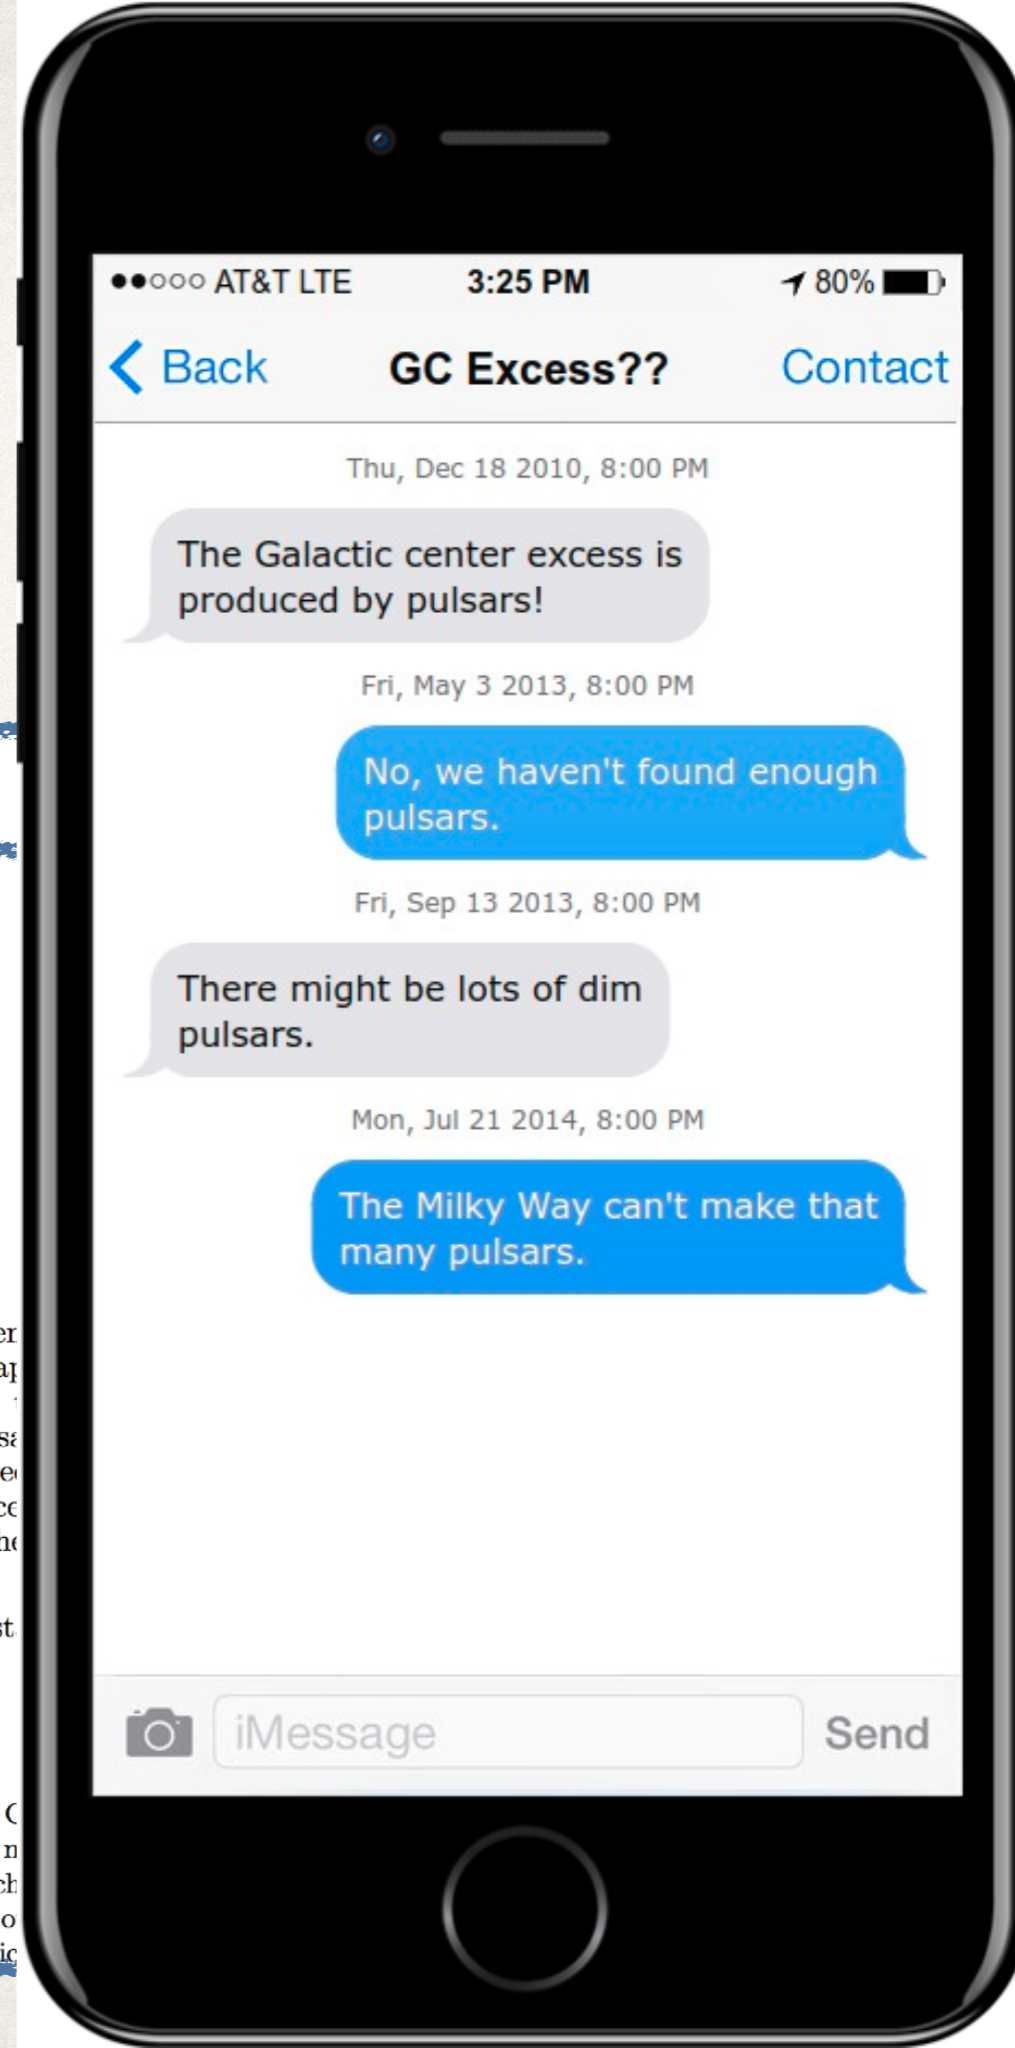 AT&T LTE 3:25 PM 80%
Back GC Excess?? Contact
Thu, Dec 18 2010, 8:00 PM
The Galactic center excess is
produced by pulsars!
Fri, May 3 2013, 8:00 PM
No, we haven't found enough
pulsars.
Fri, Sep 13 2013, 8:00 PM
There might be lots of dim
pulsars.
Mon, Jul 21 2014, 8:00 PM
The Milky Way can't make that
many pulsars.
iMessage Send